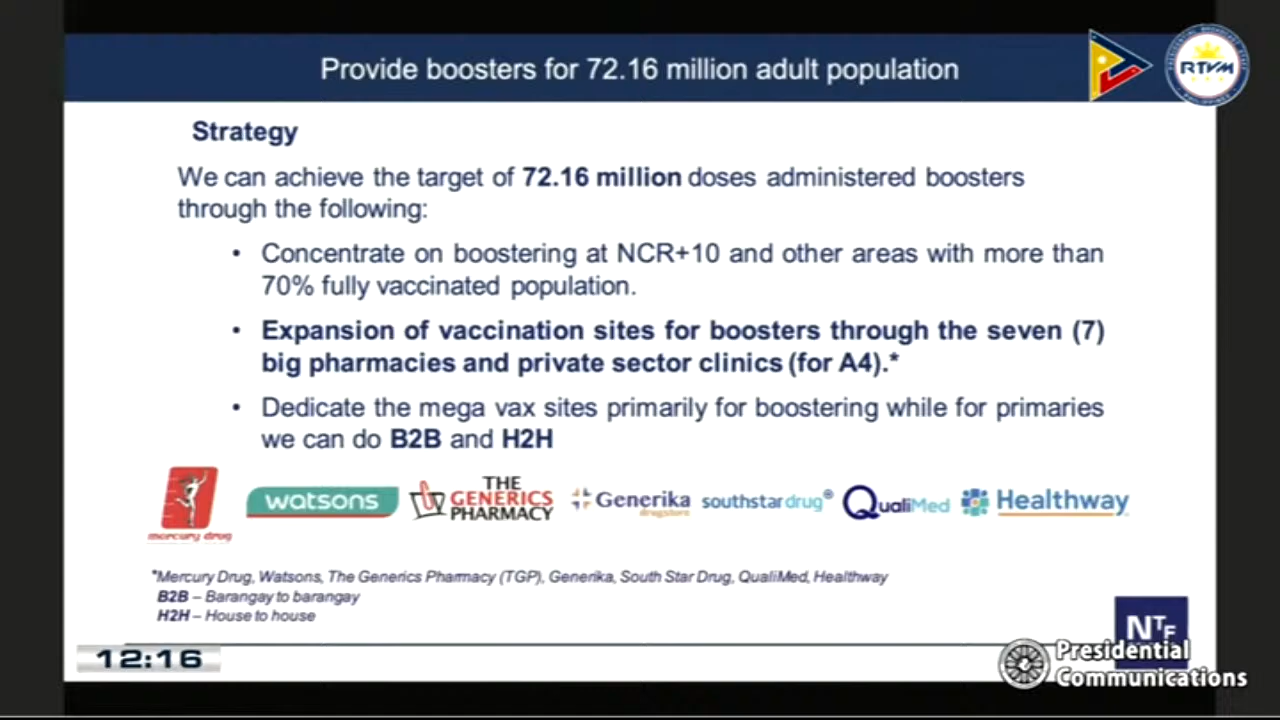 Provide boosters for 72.16 million adult population
RTVM
Strategy
We can achieve the target of 72.16 million doses administered boosters
through the following:
• Concentrate on boostering at NCR+10 and other areas with more than
70% fully vaccinated population.
• Expansion of vaccination sites for boosters through the seven (7)
big pharmacies and private sector clinics (for A4).*
• Dedicate the mega vax sites primarily for boostering while for primaries
we can do B2B and H2H
mercury drug
watsons
THE
GENERICS
PHARMACY
Generika
drugstore
southstar drug®
QualiMed
Healthway
*Mercury Drug, Watsons, The Generics Pharmacy (TGP), Generika, South Star Drug, QualiMed, Healthway
B2B – Barangay to barangay
H2H – House to house
NTF
12:16
Presidential
Communications